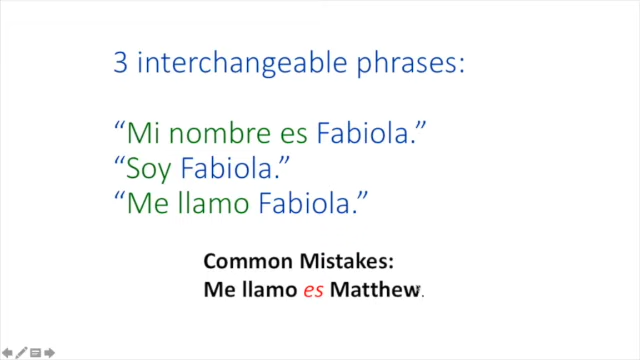 3 interchangeable phrases:
“Mi nombre es Fabiola.”
“Soy Fabiola.”
“Me llamo Fabiola.”
Common Mistakes:
Me llamo es Matthew.